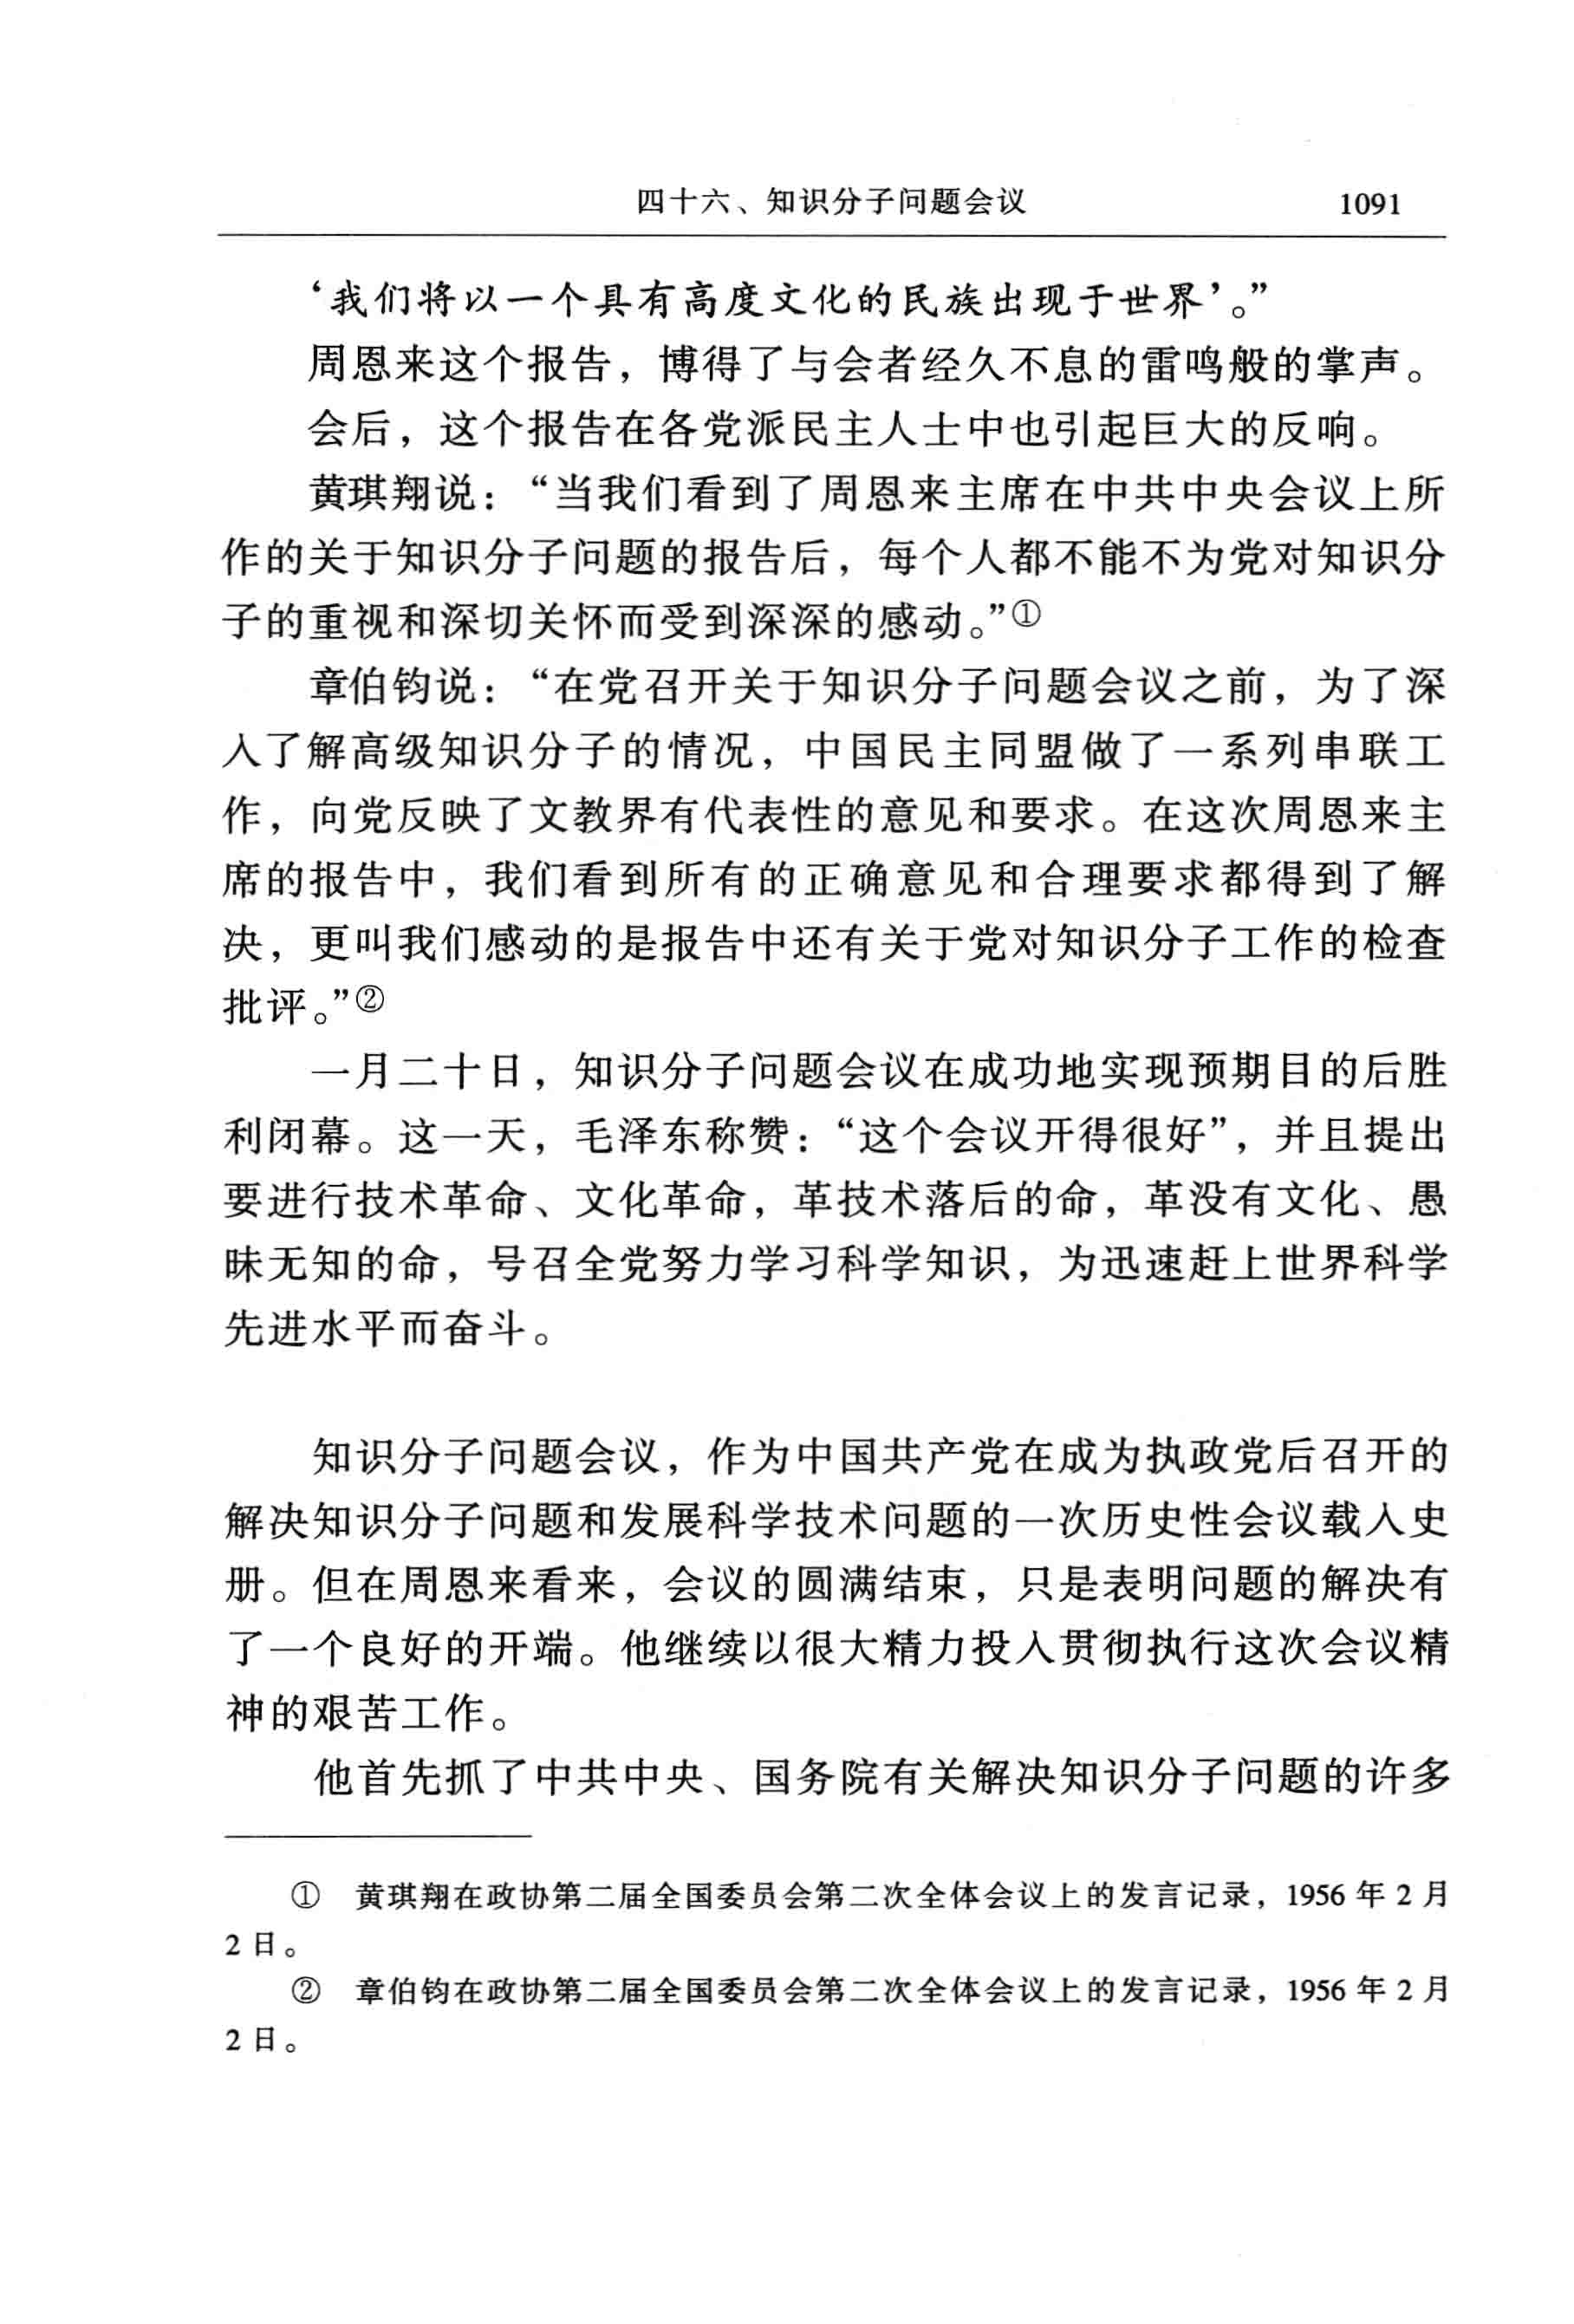 四十六、知识分子问题会议 1091
‘我们将以一个具有高度文化的民族出现于世界’。”
周恩来这个报告，博得了与会者经久不息的雷鸣般的掌声。
会后，这个报告在各党派民主人士中也引起巨大的反响。
黄琪翔说：“当我们看到了周恩来主席在中共中央会议上所
作的关于知识分子问题的报告后，每个人都不能不为党对知识分
子的重视和深切关怀而受到深深的感动。”①
章伯钧说：“在党召开关于知识分子问题会议之前，为了深
入了解高级知识分子的情况，中国民主同盟做了一系列串联工
作，向党反映了文教界有代表性的意见和要求。在这次周恩来主
席的报告中，我们看到所有的正确意见和合理要求都得到了解
决，更叫我们感动的是报告中还有关于党对知识分子工作的检查
批评。”②
一月二十日，知识分子问题会议在成功地实现预期目的后胜
利闭幕。这一天，毛泽东称赞：“这个会议开得很好”，并且提出
要进行技术革命、文化革命，革技术落后的命，革没有文化、愚
昧无知的命，号召全党努力学习科学知识，为迅速赶上世界科学
先进水平而奋斗。
知识分子问题会议，作为中国共产党在成为执政党后召开的
解决知识分子问题和发展科学技术问题的一次历史性会议载入史
册。但在周恩来看来，会议的圆满结束，只是表明问题的解决有
了一个良好的开端。他继续以很大精力投入贯彻执行这次会议精
神的艰苦工作。
他首先抓了中共中央、国务院有关解决知识分子问题的许多
① 黄琪翔在政协第二届全国委员会第二次全体会议上的发言记录，1956 年 2 月
2 日。
② 章伯钧在政协第二届全国委员会第二次全体会议上的发言记录，1956 年 2 月
2 日。